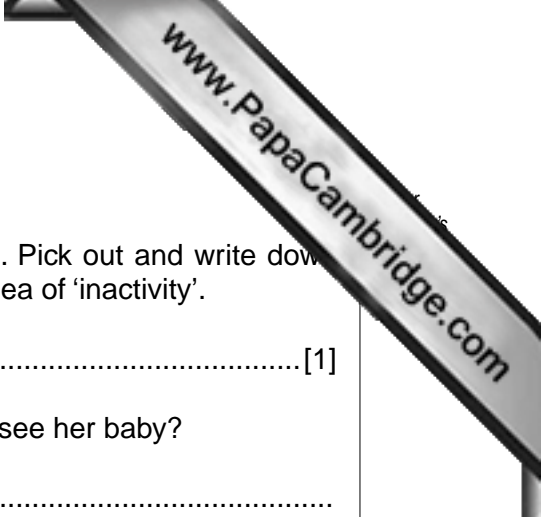 www.PapaCambridge.com
. Pick out and write dow
ea of ‘inactivity’.
....................................[1]
see her baby?
........................................